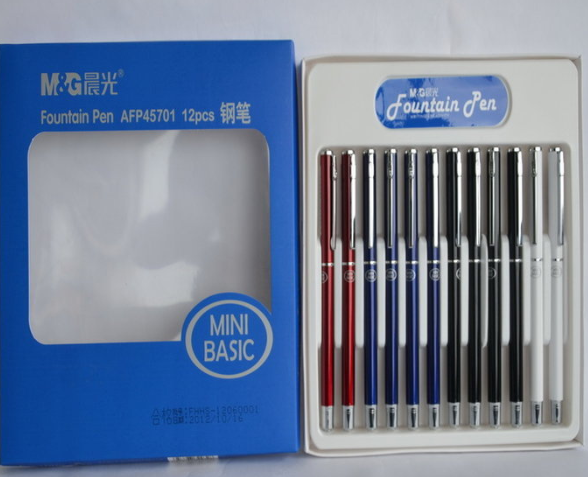 M&G晨光®
Fountain Pen AFP45701 12pcs 钢笔
MINI
BASIC
M&G晨光
Fountain Pen